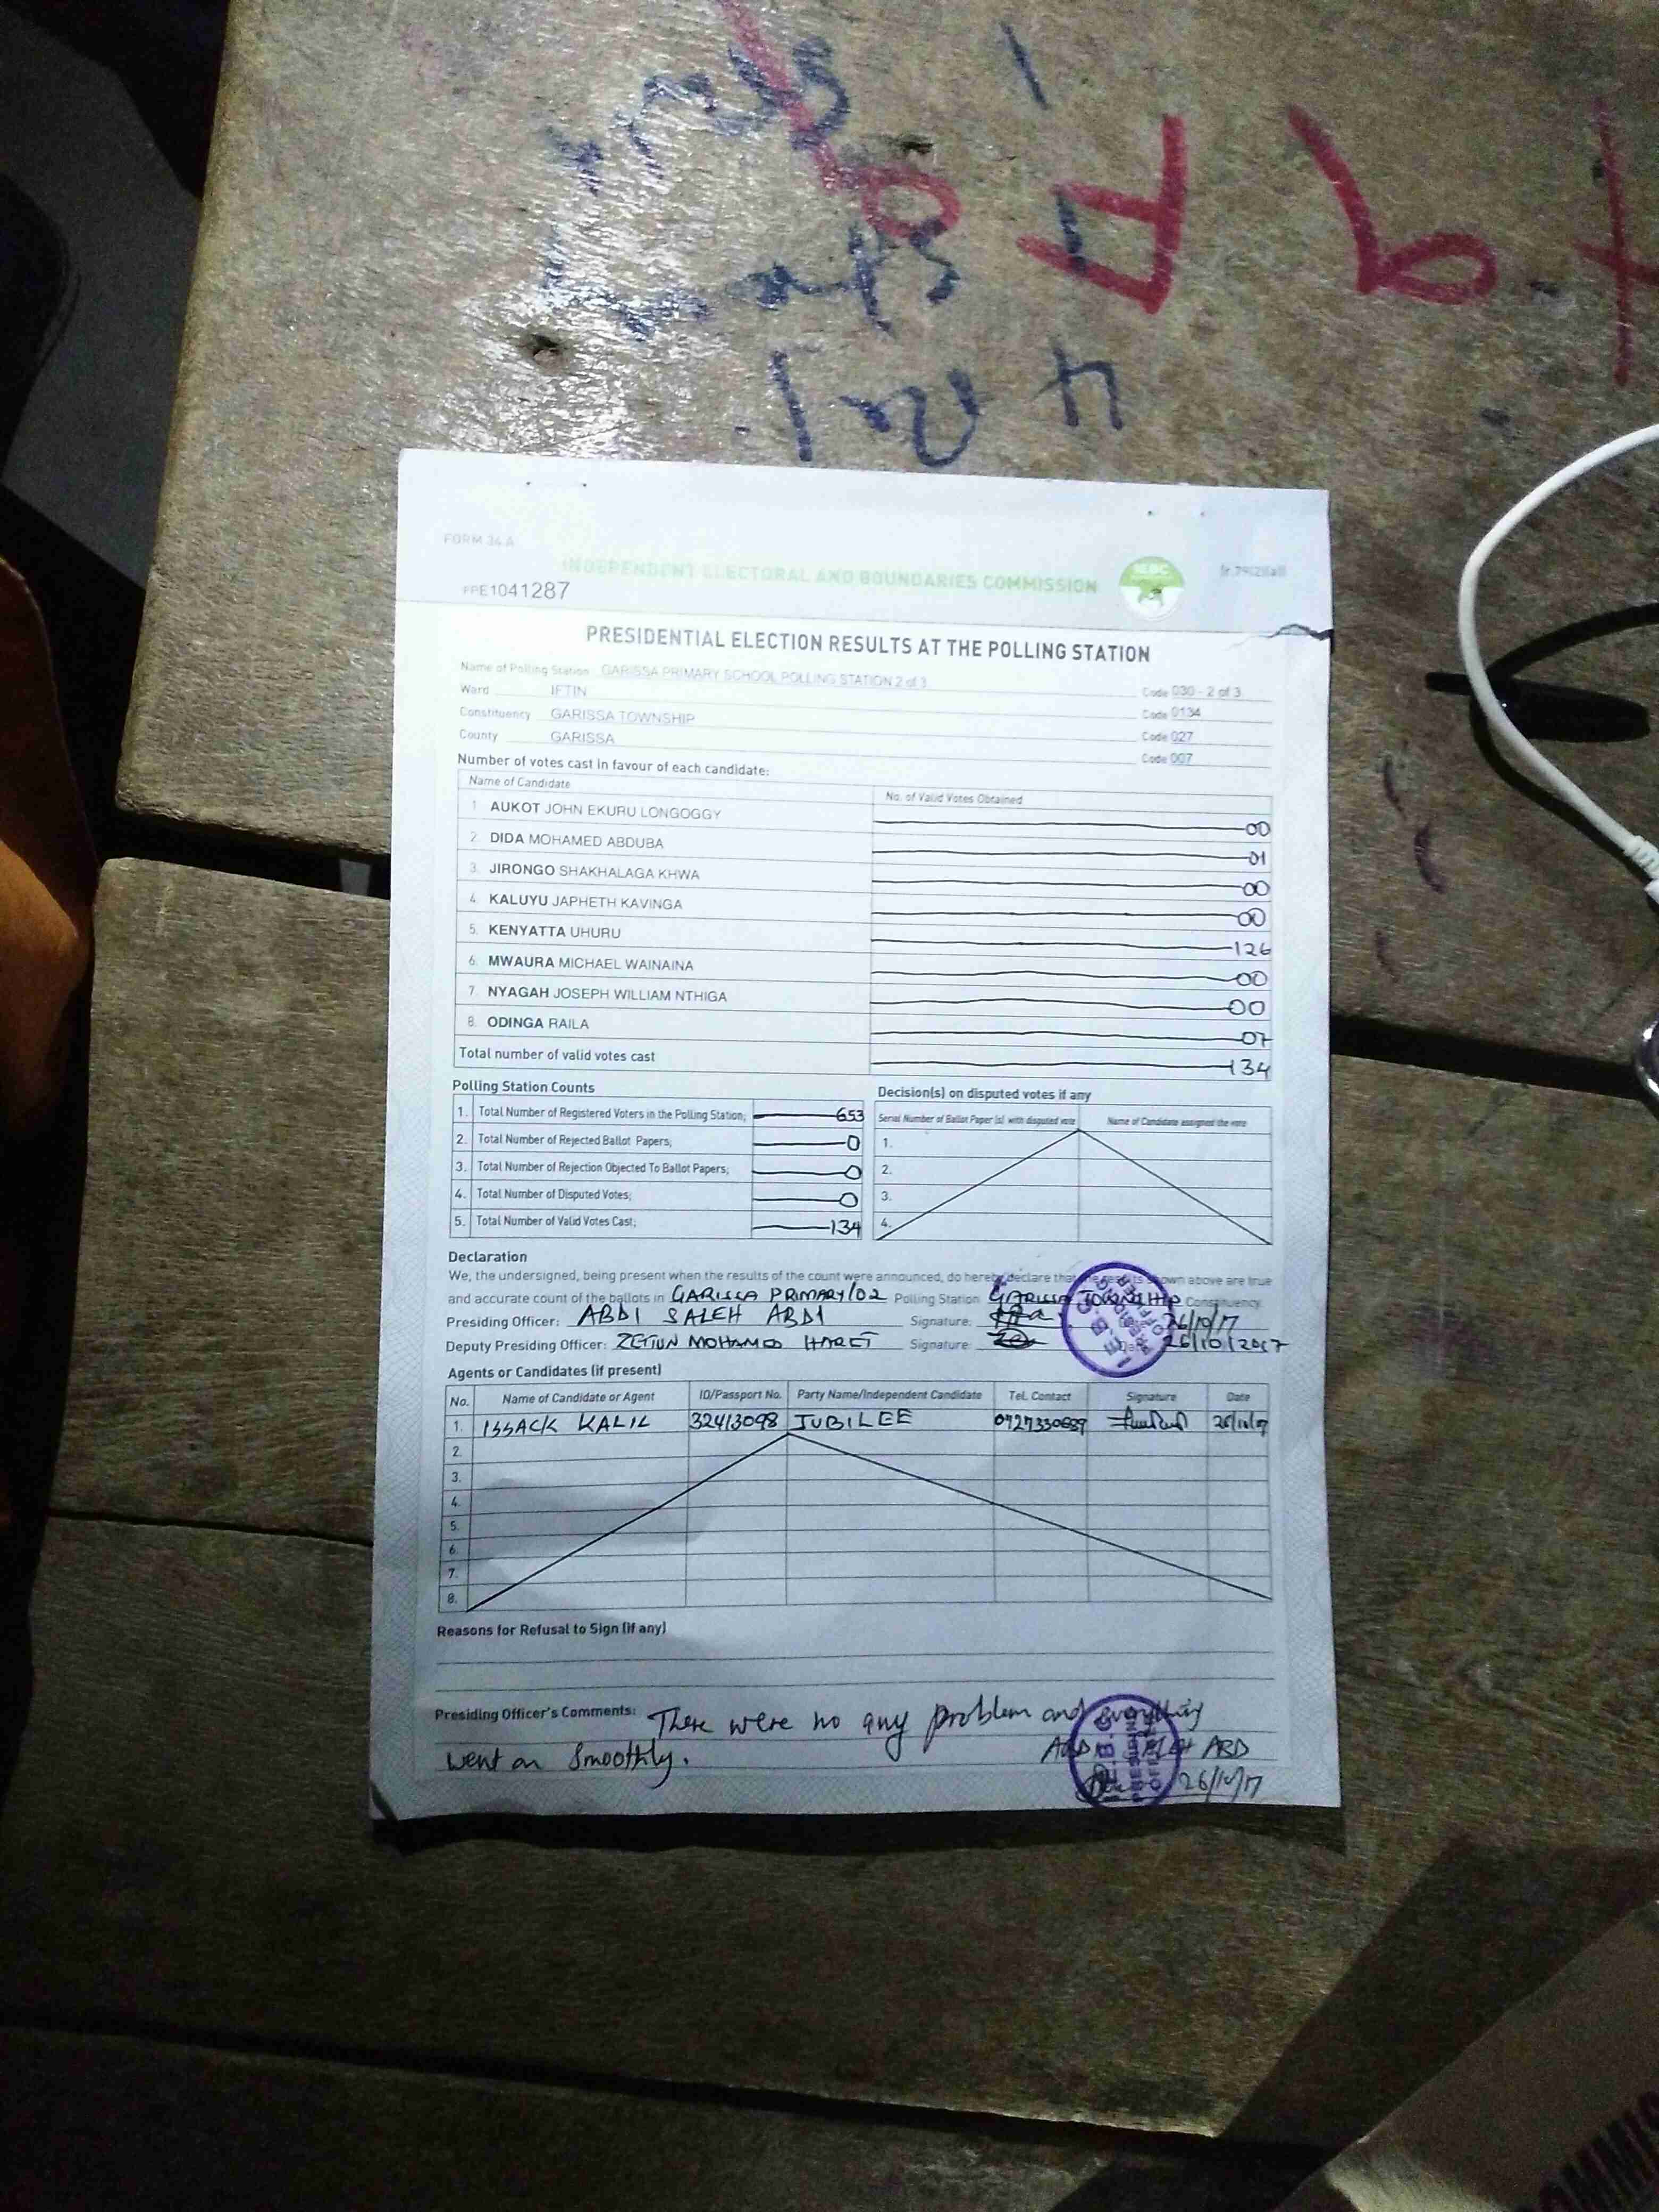 FORM 34 A
INDEPENDENT ELECTORAL AND BOUNDARIES COMMISSION
IEBC
(r.79(2)(a))
PRE1041287
PRESIDENTIAL ELECTION RESULTS AT THE POLLING STATION
Name of Polling Station GARISSA PRIMARY SCHOOL POLLING STATION 2 of 3 Code 030 - 2 of 3
Ward IFTIN Code 0134
Constituency GARISSA TOWNSHIP Code 027
County GARISSA Code 007
Number of votes cast in favour of each candidate:
Name of Candidate No. of Valid Votes Obtained
1. AUKOT JOHN EKURU LONGOGGY 00
2. DIDA MOHAMED ABDUBA 01
3. JIRONGO SHAKHALAGA KHWA 00
4. KALUYU JAPHETH KAVINGA 00
5. KENYATTA UHURU 126
6. MWAURA MICHAEL WAINAINA 00
7. NYAGAH JOSEPH WILLIAM NTHIGA 00
8. ODINGA RAILA 07
Total number of valid votes cast 134
Polling Station Counts
1. Total Number of Registered Voters in the Polling Station; 653
2. Total Number of Rejected Ballot Papers; 0
3. Total Number of Rejection Objected To Ballot Papers; 0
4. Total Number of Disputed Votes; 0
5. Total Number of Valid Votes Cast; 134
Decision(s) on disputed votes if any
Serial Number of Ballot Paper (s) with disputed vote Name of Candidate assigned the vote
1.
2.
3.
4.
Declaration
We, the undersigned, being present when the results of the count were announced, do hereby declare that the results shown above are true
and accurate count of the ballots in GARISSA PRIMARY/02 Polling Station GARISSA TOWNSHIP Constituency.
Presiding Officer: ABDI SALEH ABDI Signature: 26/10/17
Deputy Presiding Officer: ZETUN MOHAMED HARET Signature: 26/10/2017
Agents or Candidates (if present)
No. Name of Candidate or Agent ID/Passport No. Party Name/Independent Candidate Tel. Contact Signature Date
1. ISSACK KALIL 32413098 JUBILEE 0727330689 26/10/17
2.
3.
4.
5.
6.
7.
8.
Reasons for Refusal to Sign (if any)
Presiding Officer's Comments: There were no any problem and everything
went on smoothly.
ABDI SALEH ABD
26/10/17
I.E.B.C
PRESIDING
OFFICER